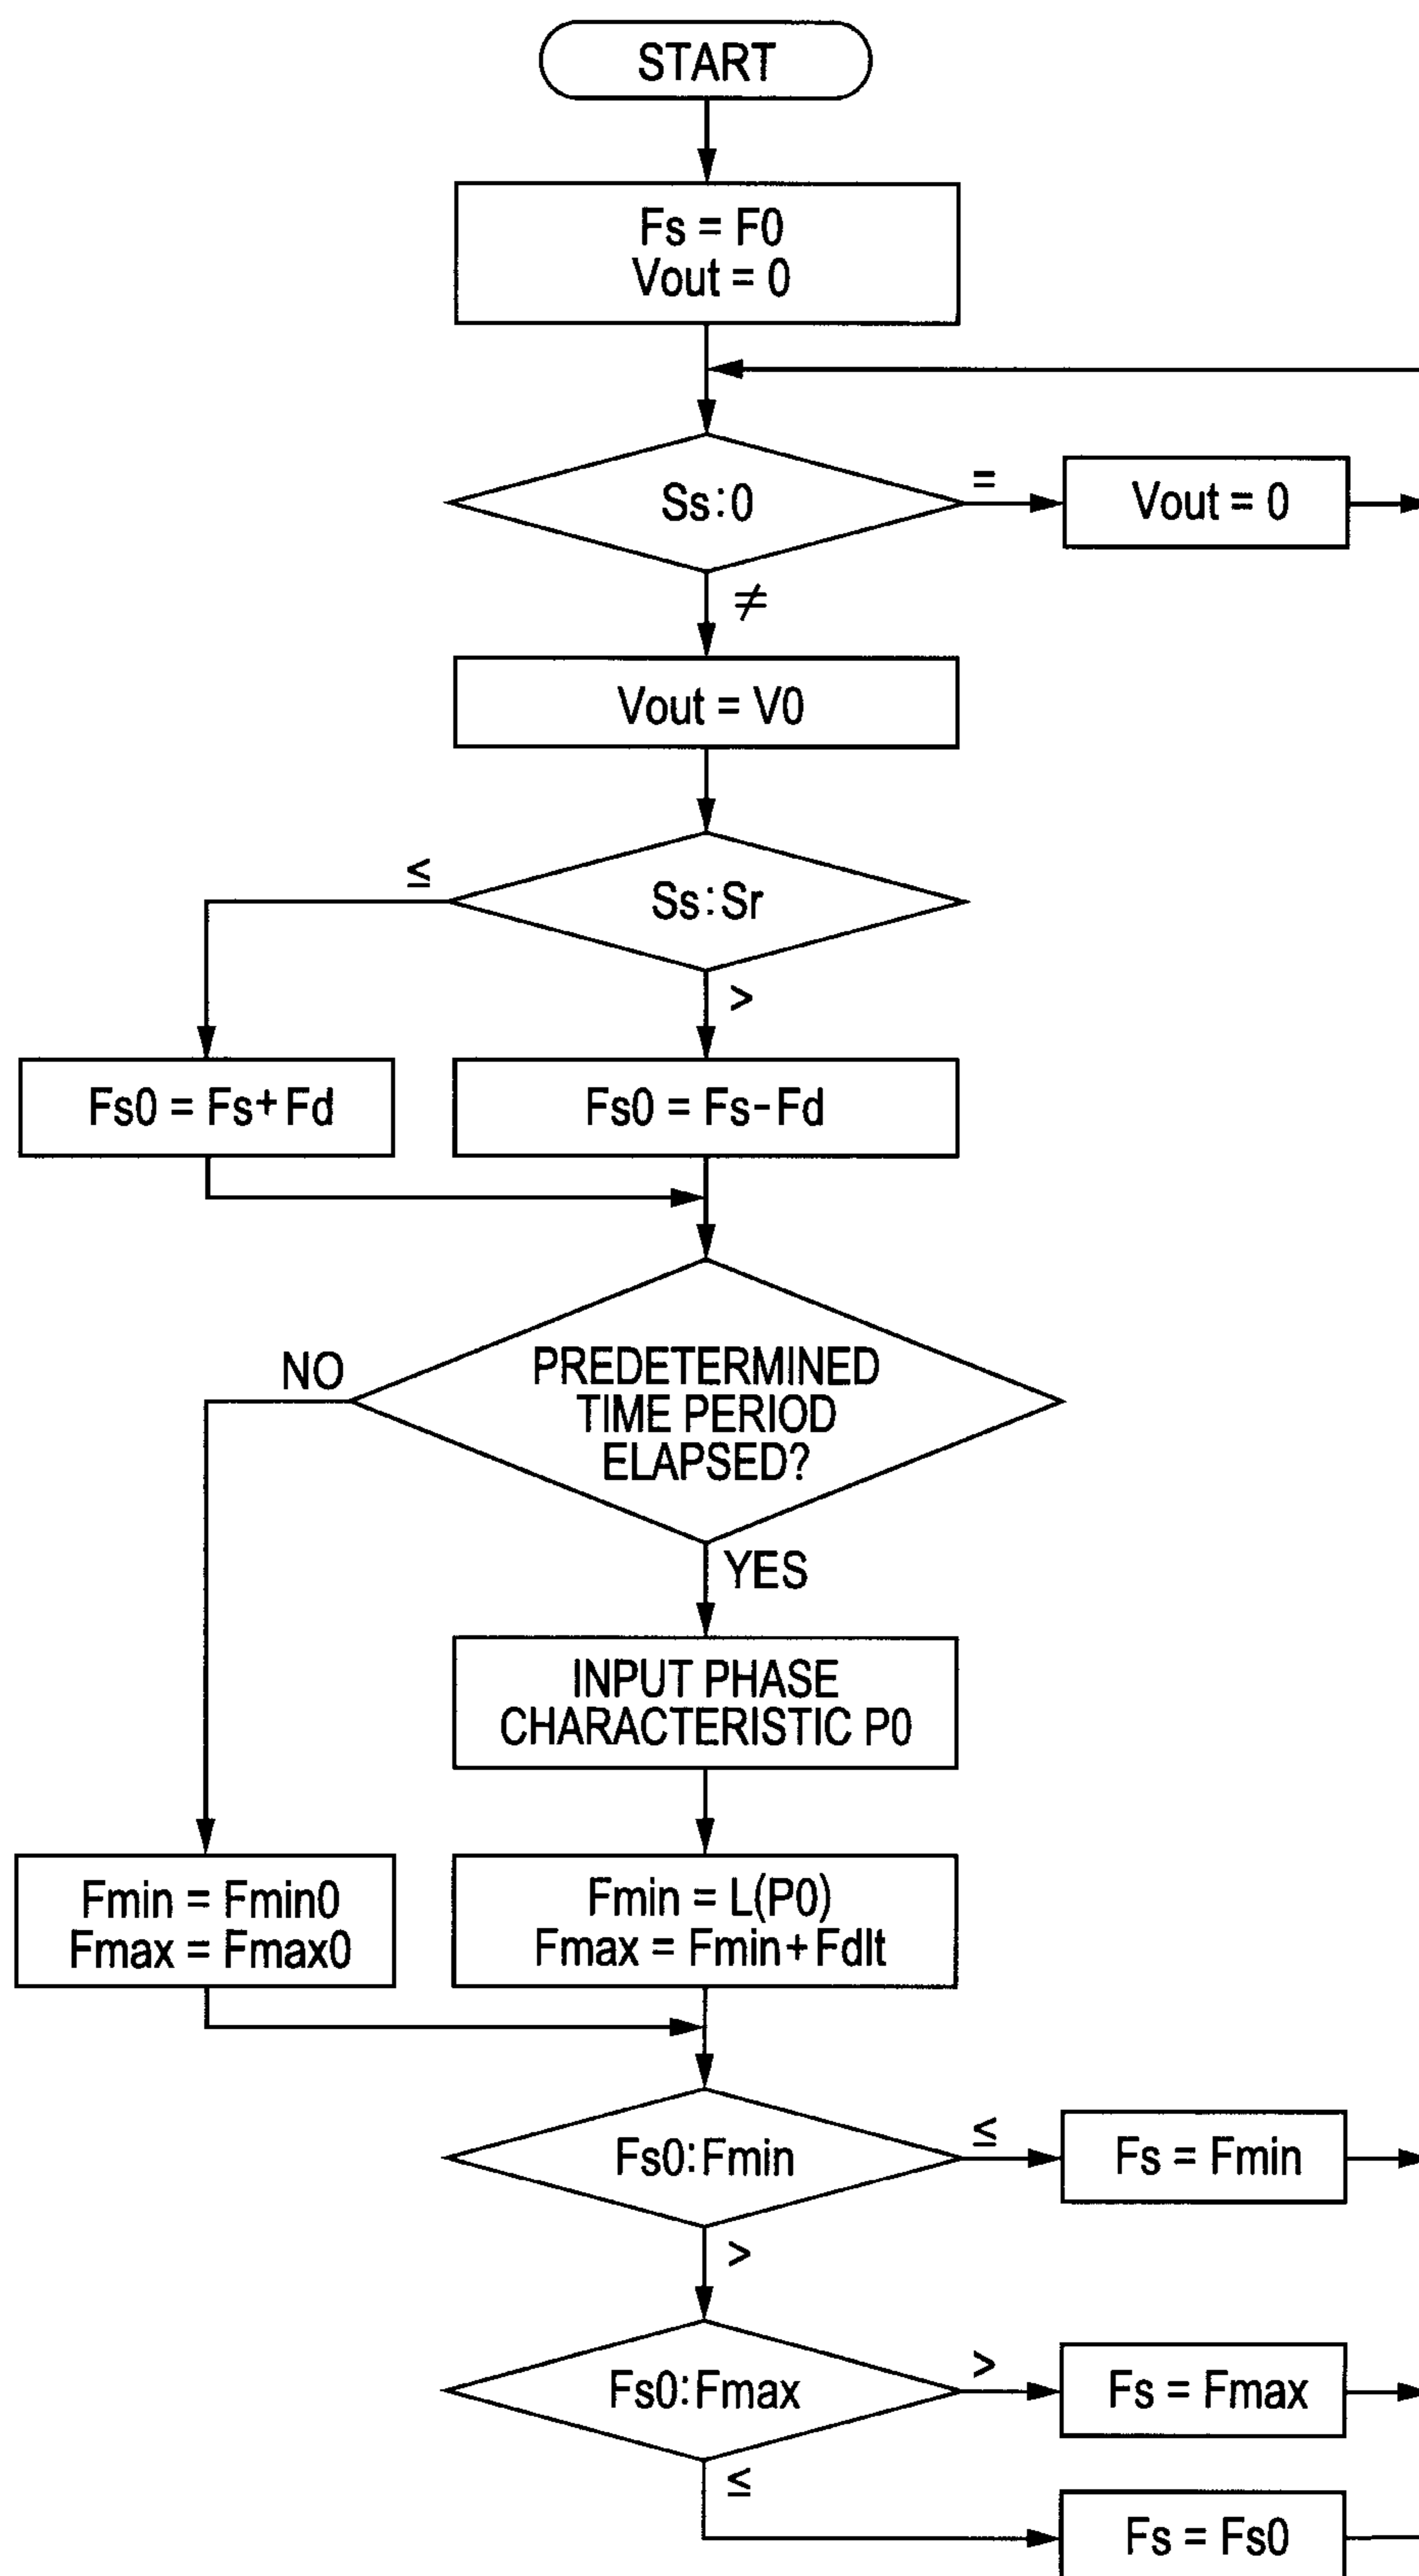 START
Fs = F0
Vout = 0
Ss:0
=
Vout = 0
≠
Vout = V0
≤
Ss:Sr
>
Fs0 = Fs+Fd
Fs0 = Fs-Fd
NO
PREDETERMINED
TIME PERIOD
ELAPSED?
YES
INPUT PHASE
CHARACTERISTIC P0
Fmin = Fmin0
Fmax = Fmax0
Fmin = L(P0)
Fmax = Fmin+Fdlt
Fs0:Fmin
≤
Fs = Fmin
>
Fs0:Fmax
>
Fs = Fmax
≤
Fs = Fs0